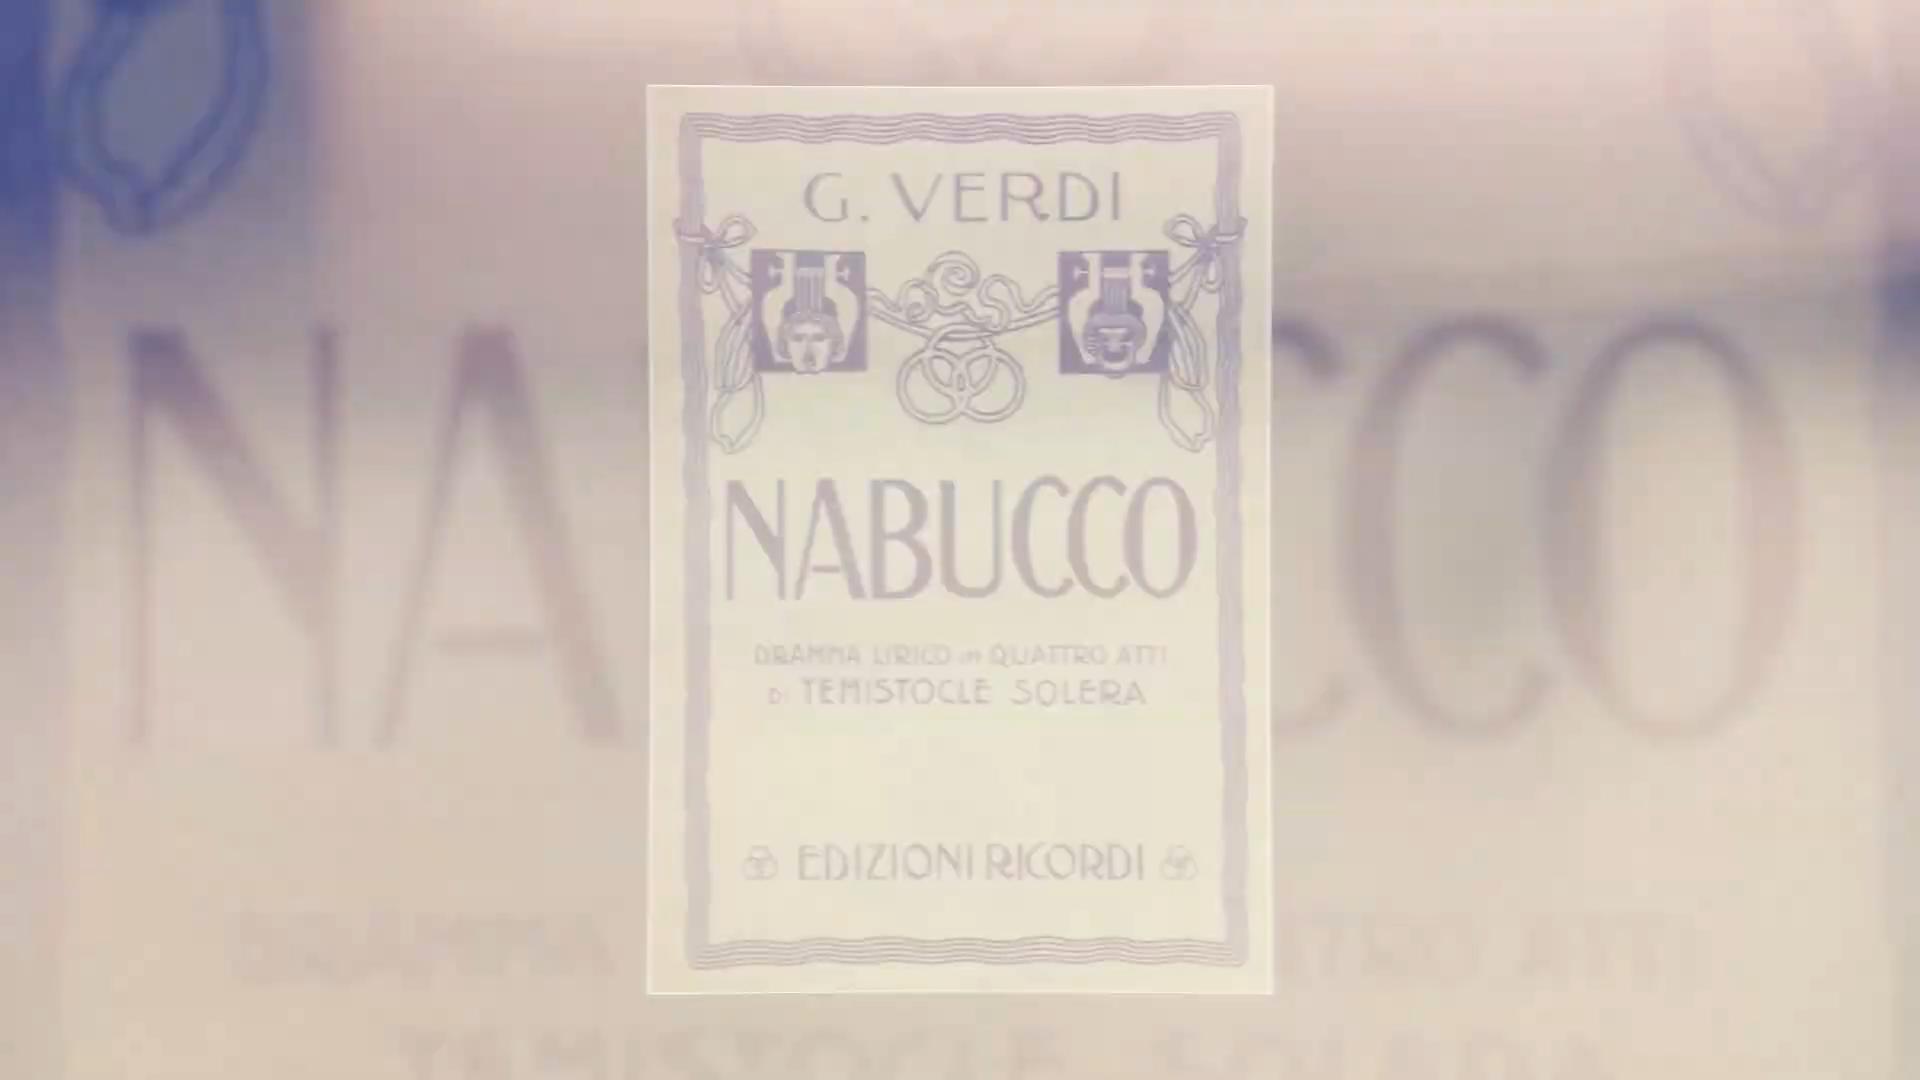 G. VERDI
NABUCCO
DRAMMA LIRICO in QUATTRO ATTI
DI TEMISTOCLE SOLERA
EDIZIONI RICORDI